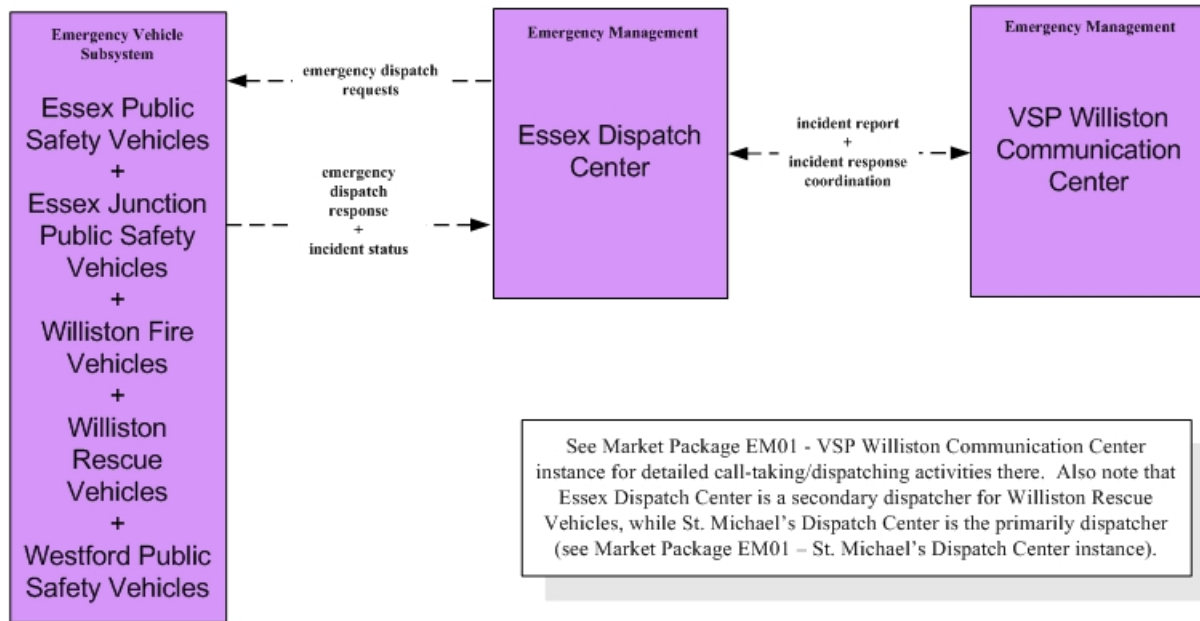 Emergency Vehicle
Subsystem
Essex Public
Safety Vehicles
+
Essex Junction
Public Safety
Vehicles
+
Williston Fire
Vehicles
+
Williston
Rescue
Vehicles
+
Westford Public
Safety Vehicles
emergency dispatch
requests
emergency
dispatch
response
+
incident status
Emergency Management
Essex Dispatch
Center
incident report
+
incident response
coordination
Emergency Management
VSP Williston
Communication
Center
See Market Package EM01 - VSP Williston Communication Center
instance for detailed call-taking/dispatching activities there.  Also note that
Essex Dispatch Center is a secondary dispatcher for Williston Rescue
Vehicles, while St. Michael’s Dispatch Center is the primarily dispatcher
(see Market Package EM01 – St. Michael’s Dispatch Center instance).